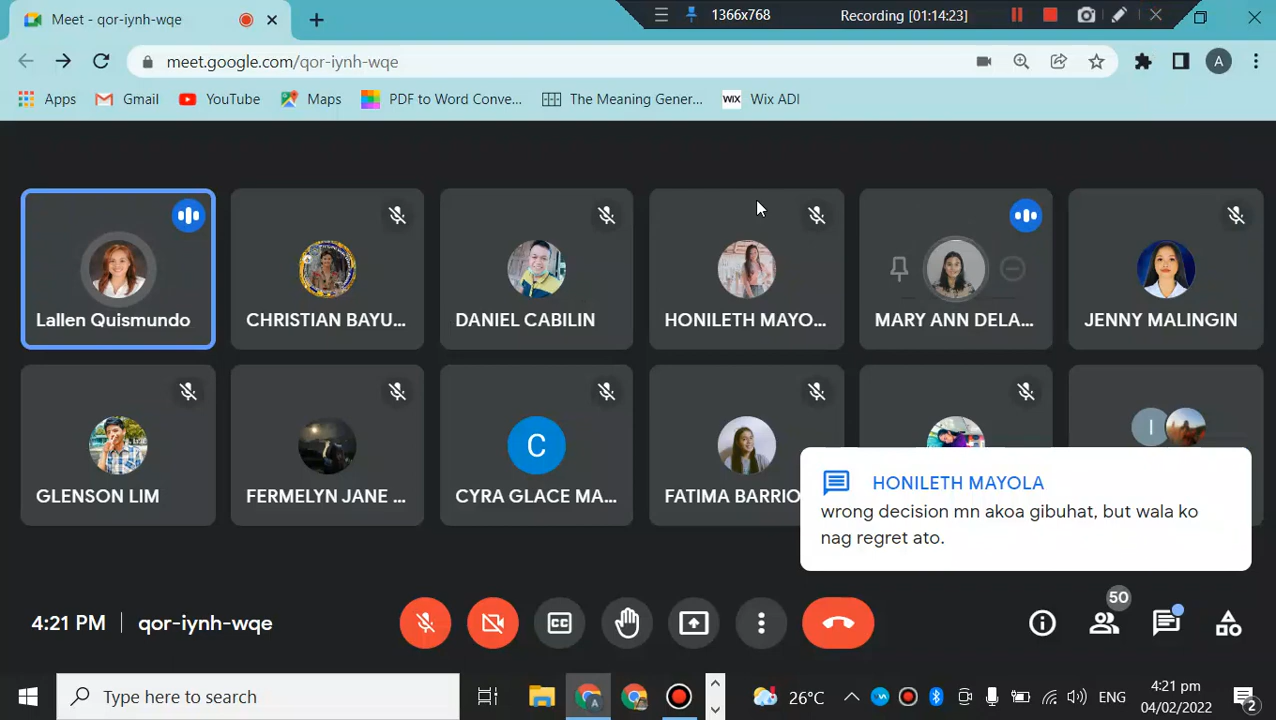 Meet - qor-iynh-wqe
1366x768
Recording [01:14:23]
meet.google.com/qor-iynh-wqe
A
Apps
Gmail
YouTube
Maps
PDF to Word Conve...
The Meaning Gener...
WIX
Wix ADI
Lallen Quismundo
CHRISTIAN BAYU...
DANIEL CABILIN
HONILETH MAYO...
MARY ANN DELA...
JENNY MALINGIN
C
I
GLENSON LIM
FERMELYN JANE ...
CYRA GLACE MA...
FATIMA BARRIO
HONILETH MAYOLA
wrong decision mn akoa gibuhat, but wala ko
nag regret ato.
4:21 PM
qor-iynh-wqe
CC
50
Type here to search
A
26°C
ENG
4:21 pm
04/02/2022
2